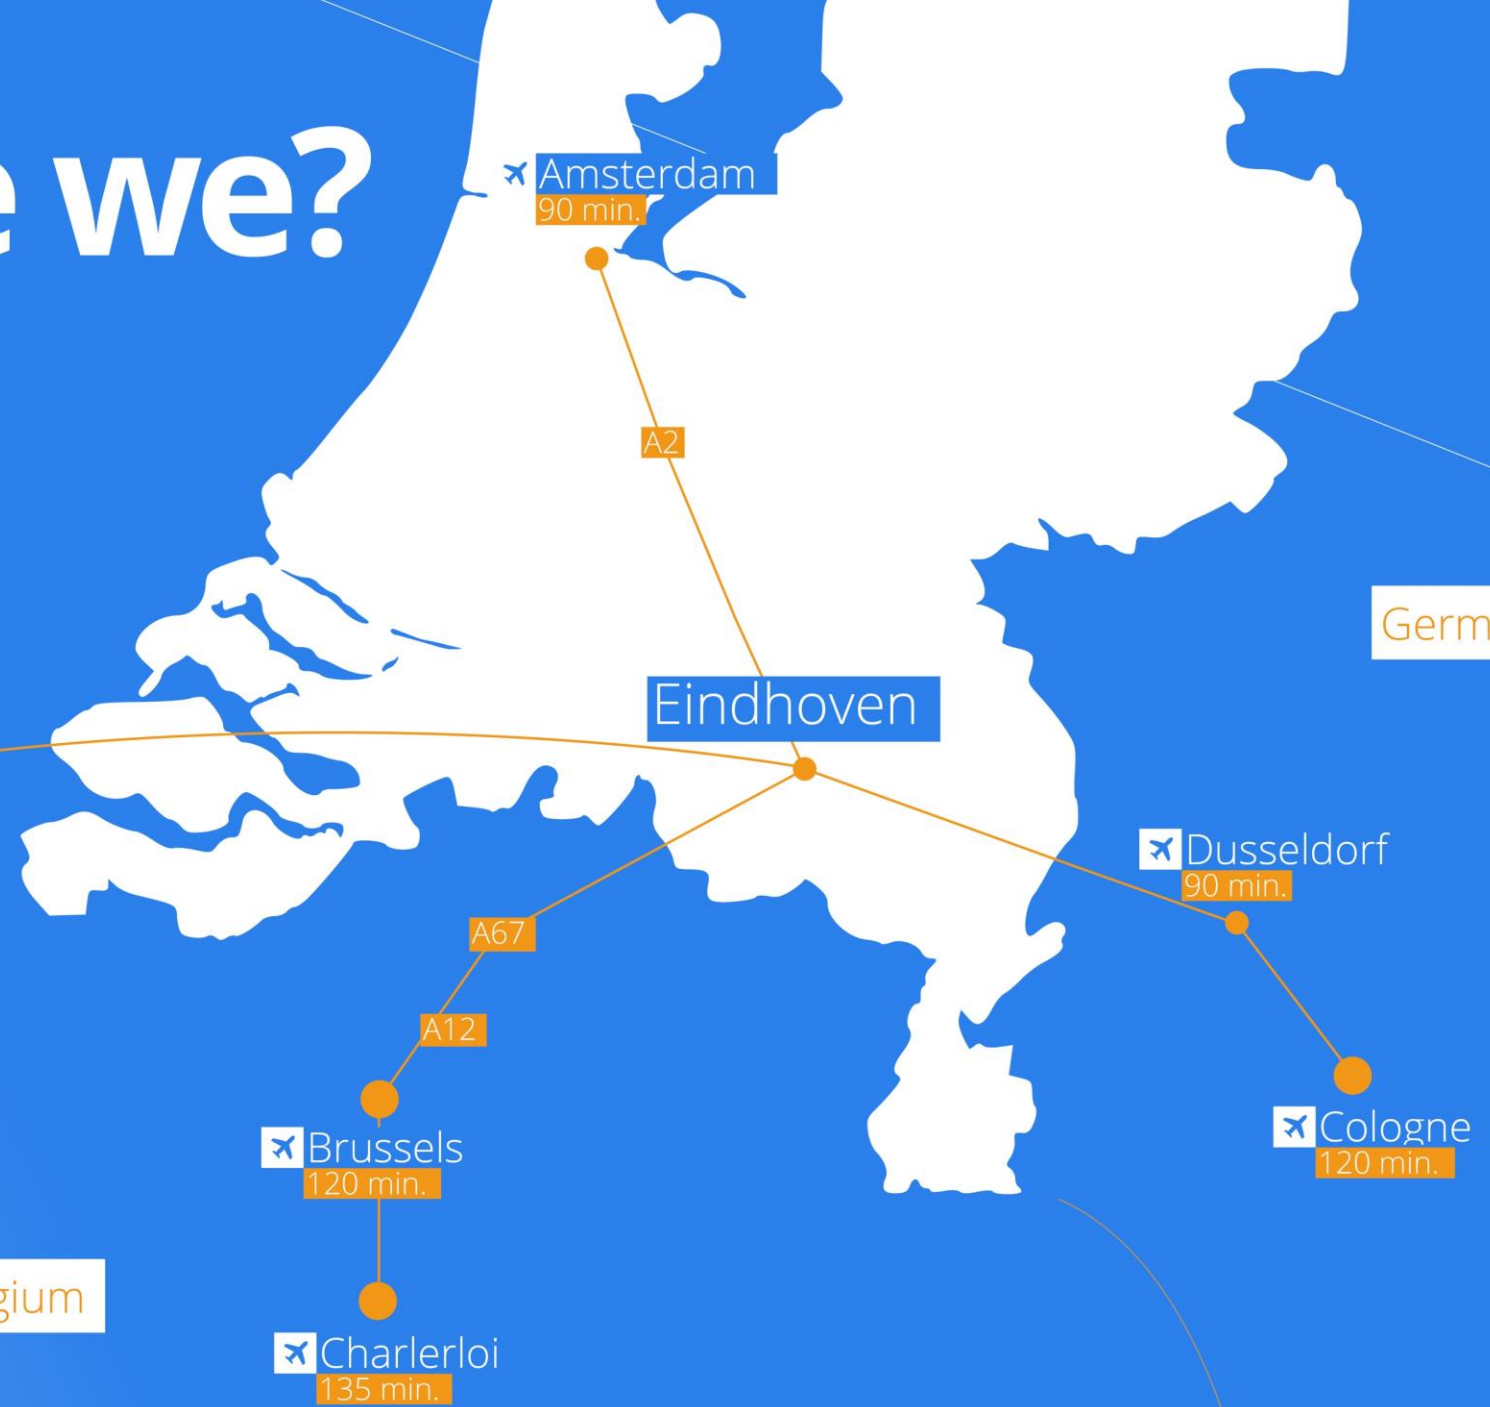 e we?
Amsterdam
90 min.
A2
Germ
Eindhoven
Dusseldorf
90 min.
A67
A12
Brussels
120 min.
Cologne
120 min.
gium
Charlerloi
135 min.